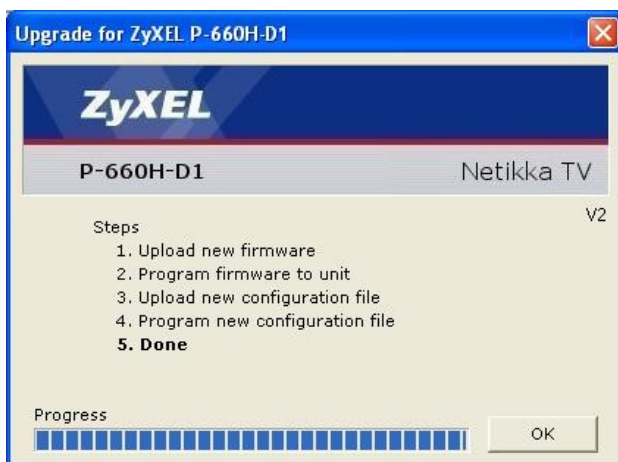 Upgrade for ZyXEL P-660H-D1
ZyXEL
P-660H-D1 Netikka TV
V2
Steps
1. Upload new firmware
2. Program firmware to unit
3. Upload new configuration file
4. Program new configuration file
5. Done
Progress
OK